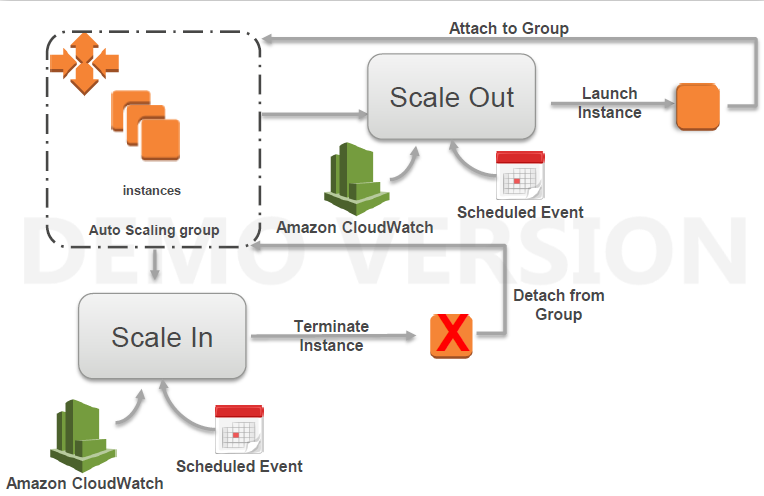 Attach to Group
Scale Out
Launch
Instance
instances
Amazon CloudWatch
Scheduled Event
Auto Scaling group
DEMO VERSION
Scale In
Terminate
Instance
X
Detach from
Group
Amazon CloudWatch
Scheduled Event